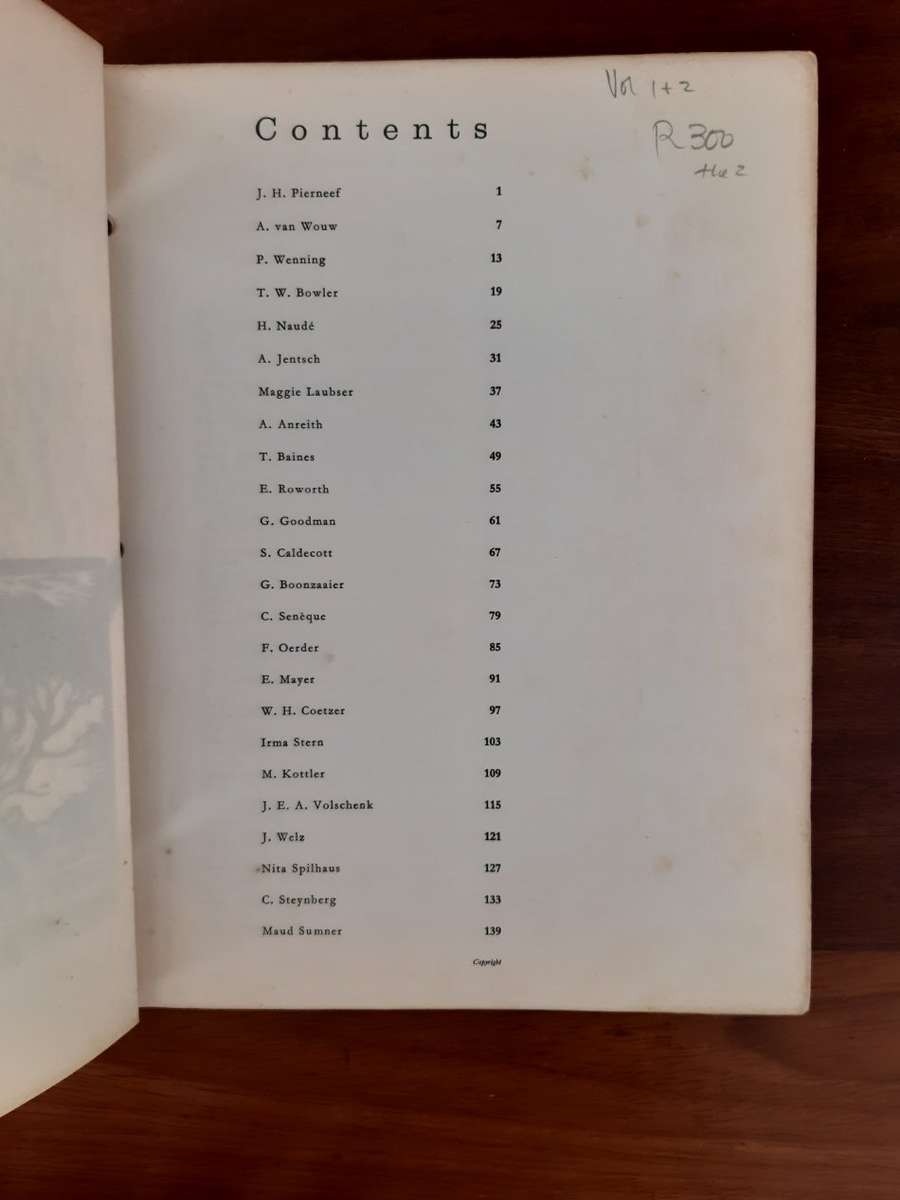 Vol 1+2
R300
the 2
Contents
J. H. Pierneef 1
A. van Wouw 7
P. Wenning 13
T. W. Bowler 19
H. Naudé 25
A. Jentsch 31
Maggie Laubser 37
A. Anreith 43
T. Baines 49
E. Roworth 55
G. Goodman 61
S. Caldecott 67
G. Boonzaaier 73
C. Senèque 79
F. Oerder 85
E. Mayer 91
W. H. Coetzer 97
Irma Stern 103
M. Kottler 109
J. E. A. Volschenk 115
J. Welz 121
Nita Spilhaus 127
C. Steynberg 133
Maud Sumner 139
Copyright